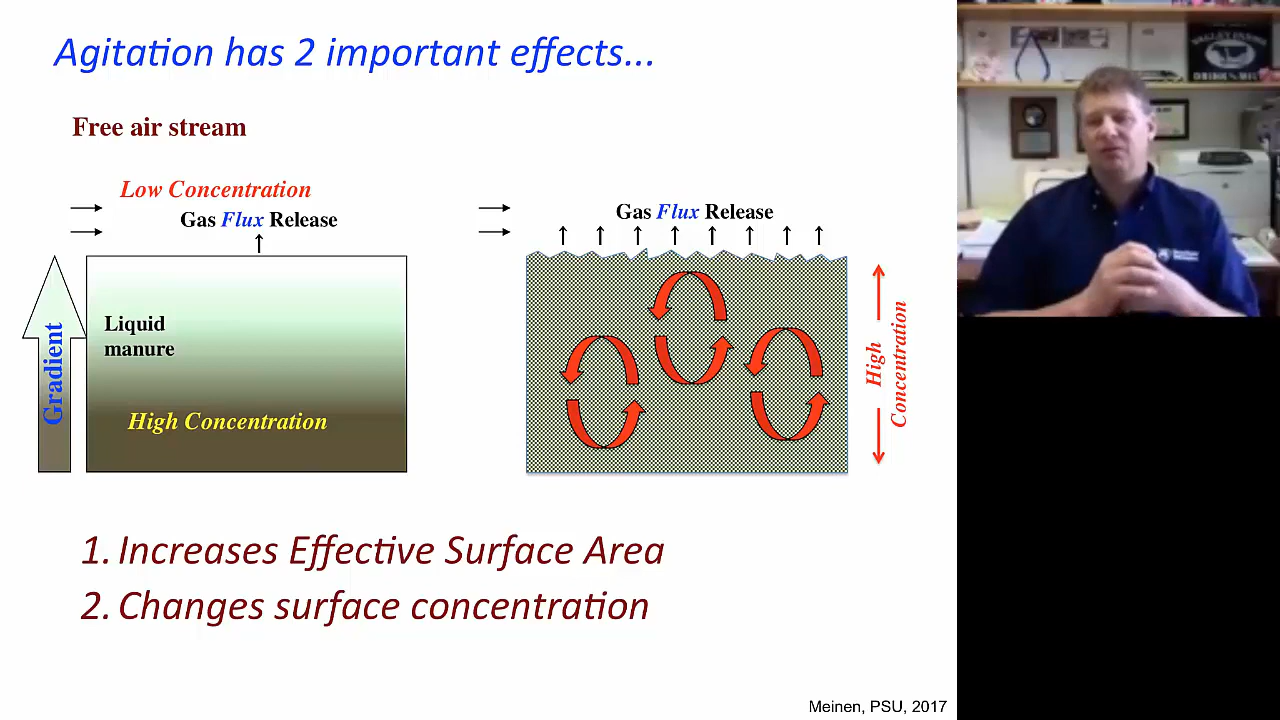 Agitation has 2 important effects...
Free air stream
Low Concentration
Gas Flux Release
Gradient
Liquid
manure
High Concentration
Gas Flux Release
High
Concentration
1. Increases Effective Surface Area
2. Changes surface concentration
Meinen, PSU, 2017